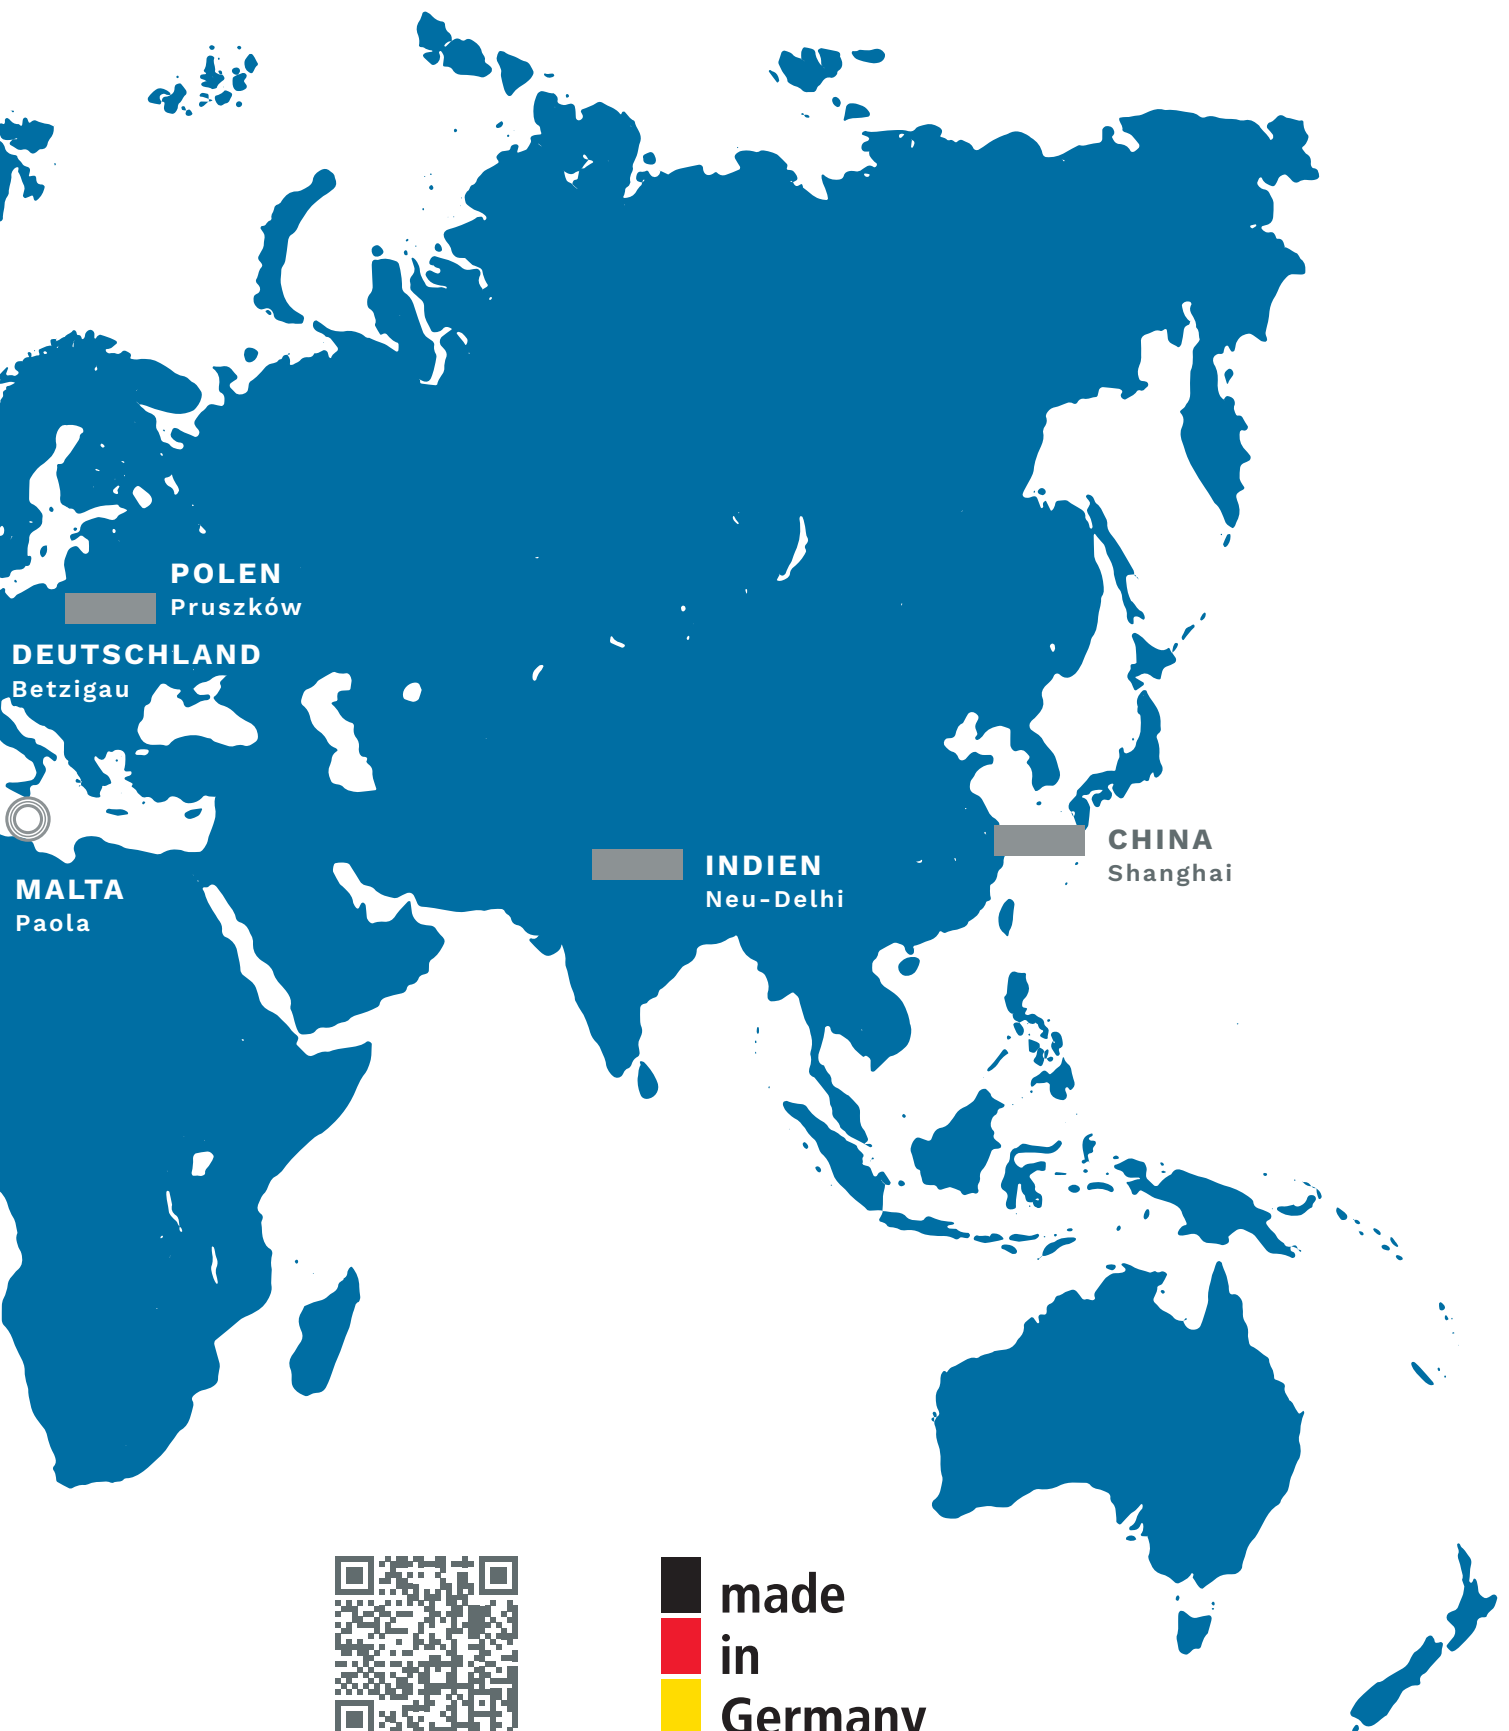 POLEN
Pruszków
DEUTSCHLAND
Betzigau
CHINA
Shanghai
INDIEN
Neu-Delhi
MALTA
Paola
made
in
Germany